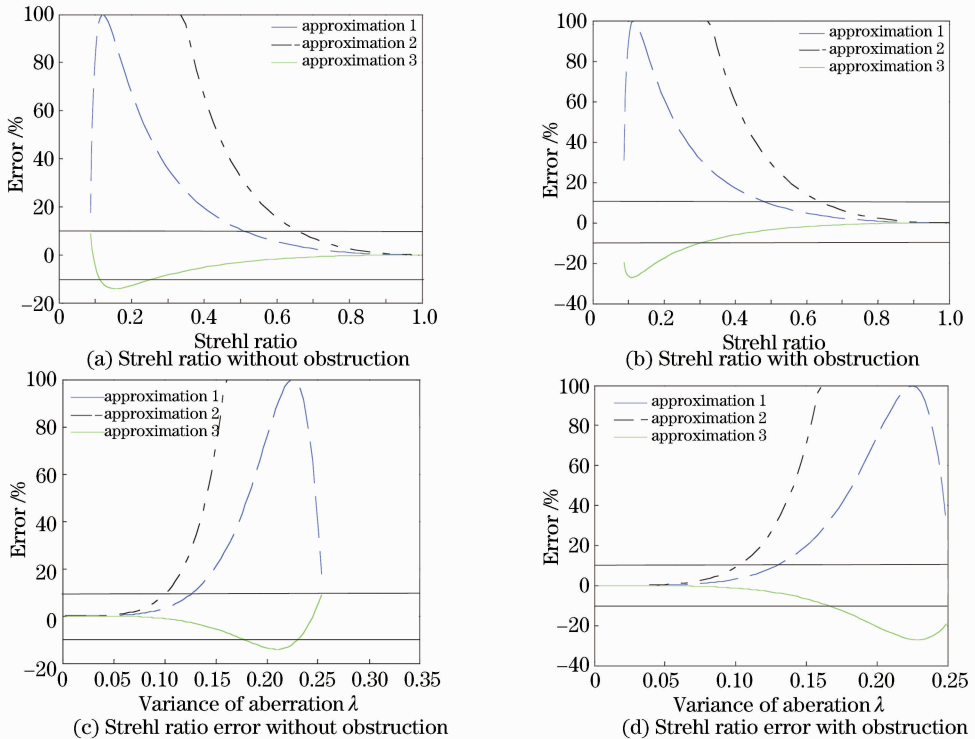 Error /%
100
80
60
40
20
0
−20
approximation 1
approximation 2
approximation 3
0
0.2
0.4
0.6
0.8
1.0
Strehl ratio
(a) Strehl ratio without obstruction
Error /%
100
80
60
40
20
0
−20
−40
approximation 1
approximation 2
approximation 3
0
0.2
0.4
0.6
0.8
1.0
Strehl ratio
(b) Strehl ratio with obstruction
Error /%
100
80
60
40
20
0
−20
approximation 1
approximation 2
approximation 3
0
0.05
0.10
0.15
0.20
0.25
0.30
0.35
Variance of aberration λ
(c) Strehl ratio error without obstruction
Error /%
100
80
60
40
20
0
−20
−40
approximation 1
approximation 2
approximation 3
0
0.05
0.10
0.15
0.20
0.25
Variance of aberration λ
(d) Strehl ratio error with obstruction